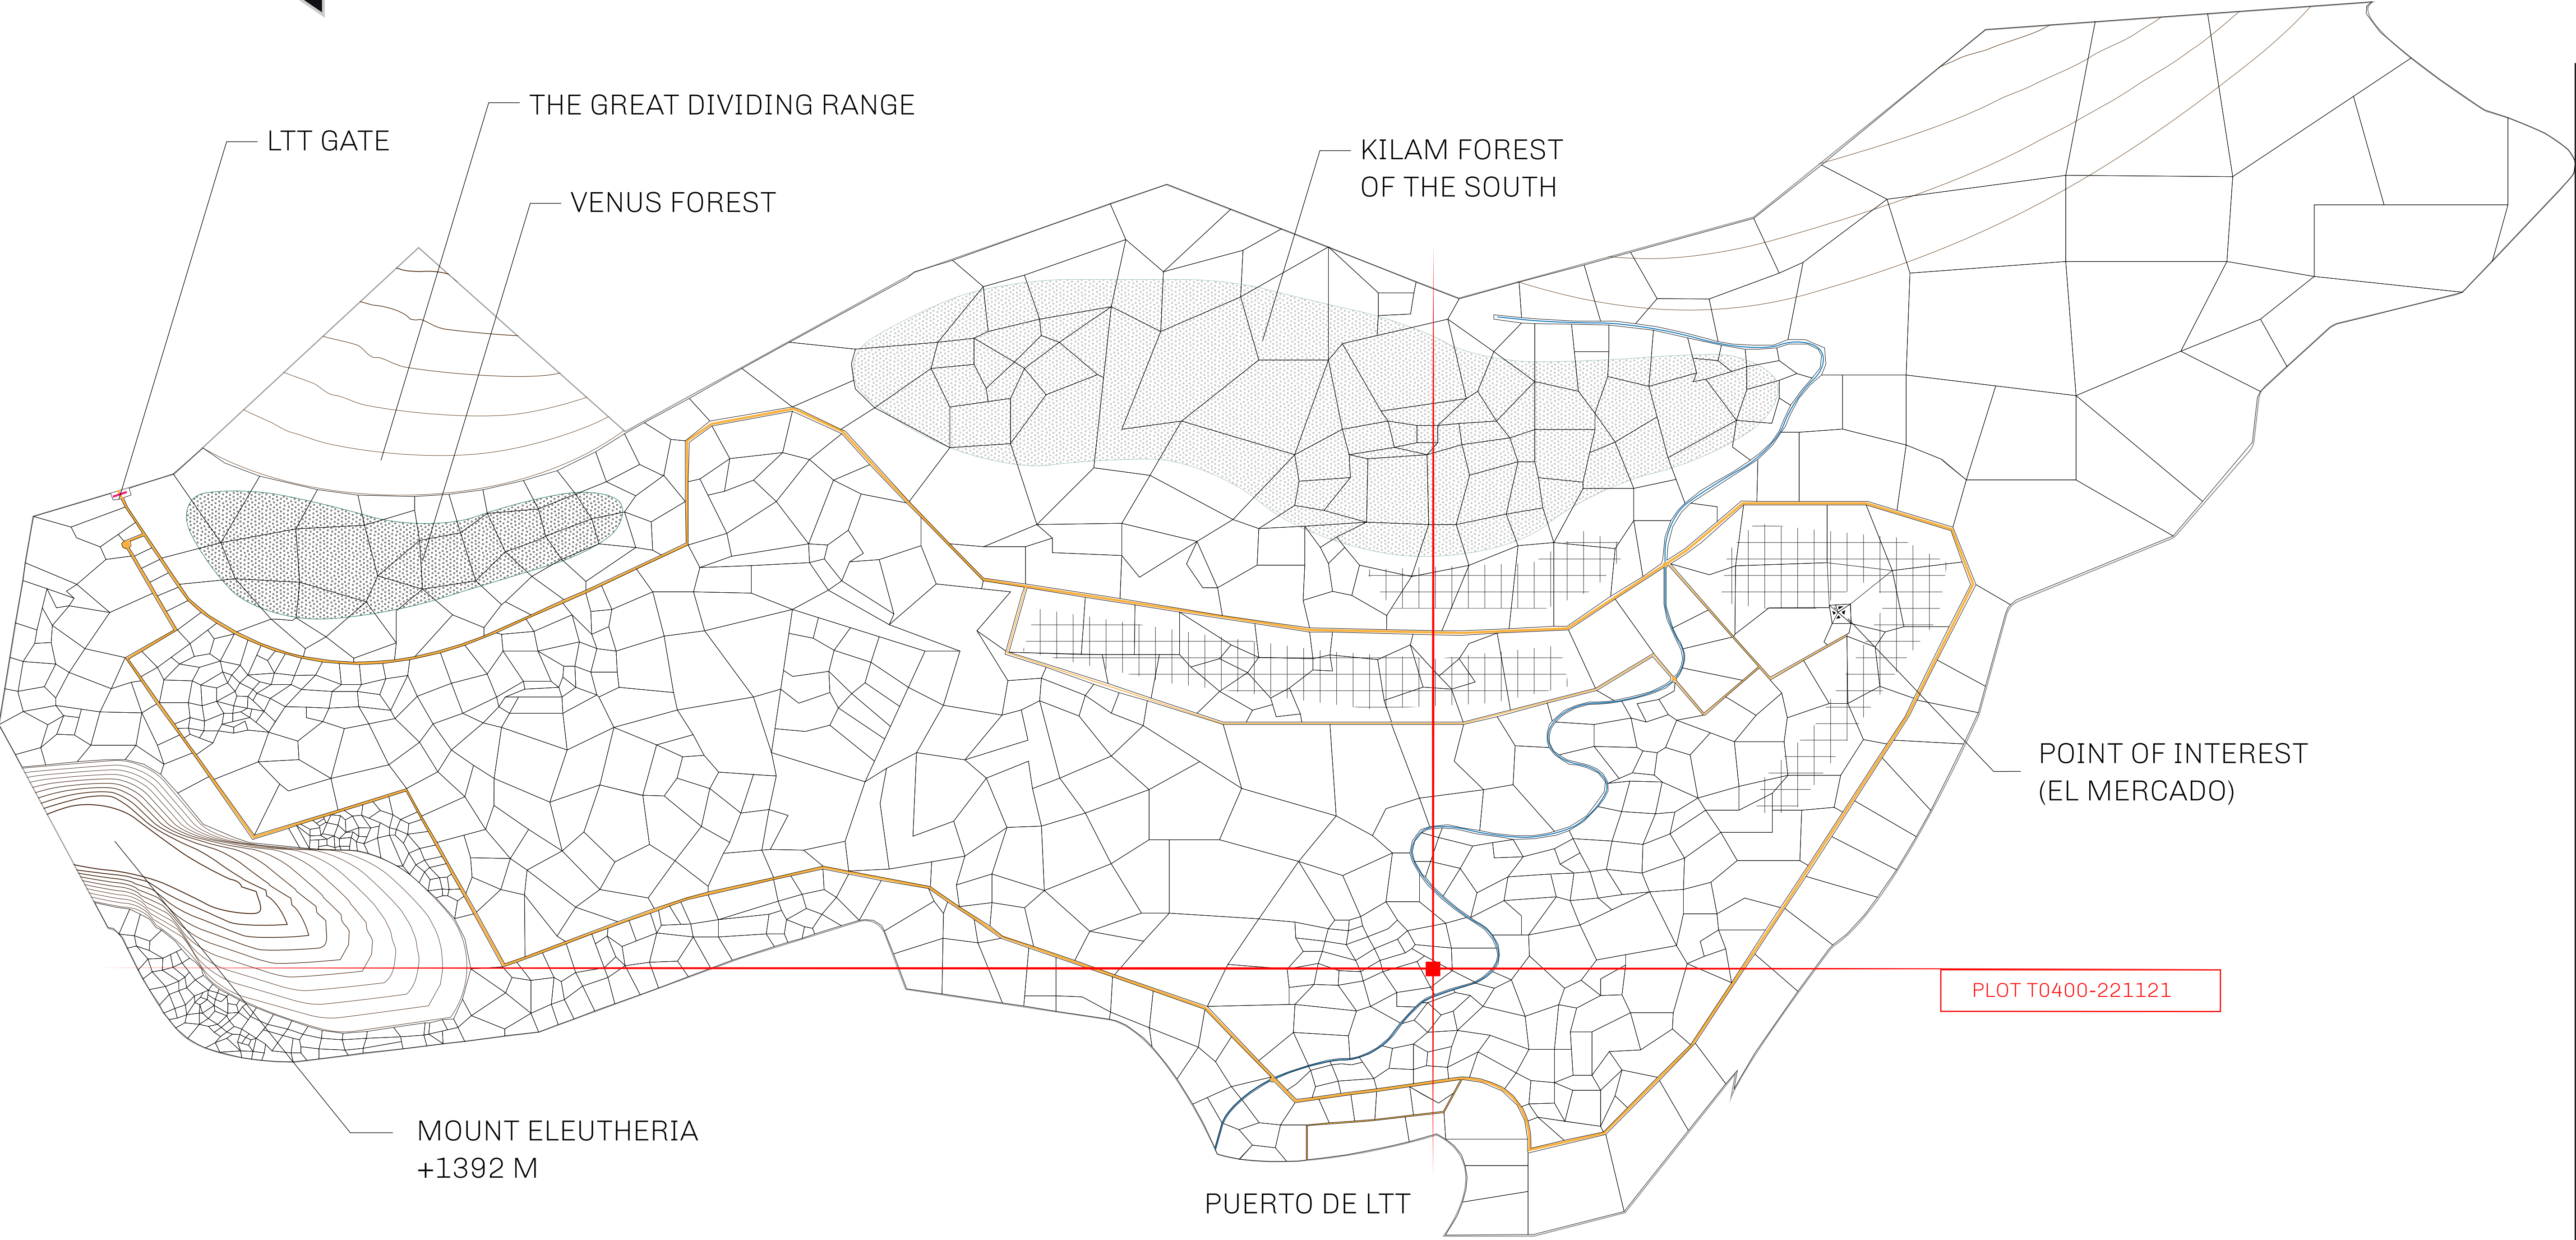 THE GREAT DIVIDING RANGE
LTT GATE
KILAM FOREST
OF THE SOUTH
VENUS FOREST
POINT OF INTEREST
(EL MERCADO)
PLOT T0400-221121
MOUNT ELEUTHERIA
+1392 M
PUERTO DE LTT